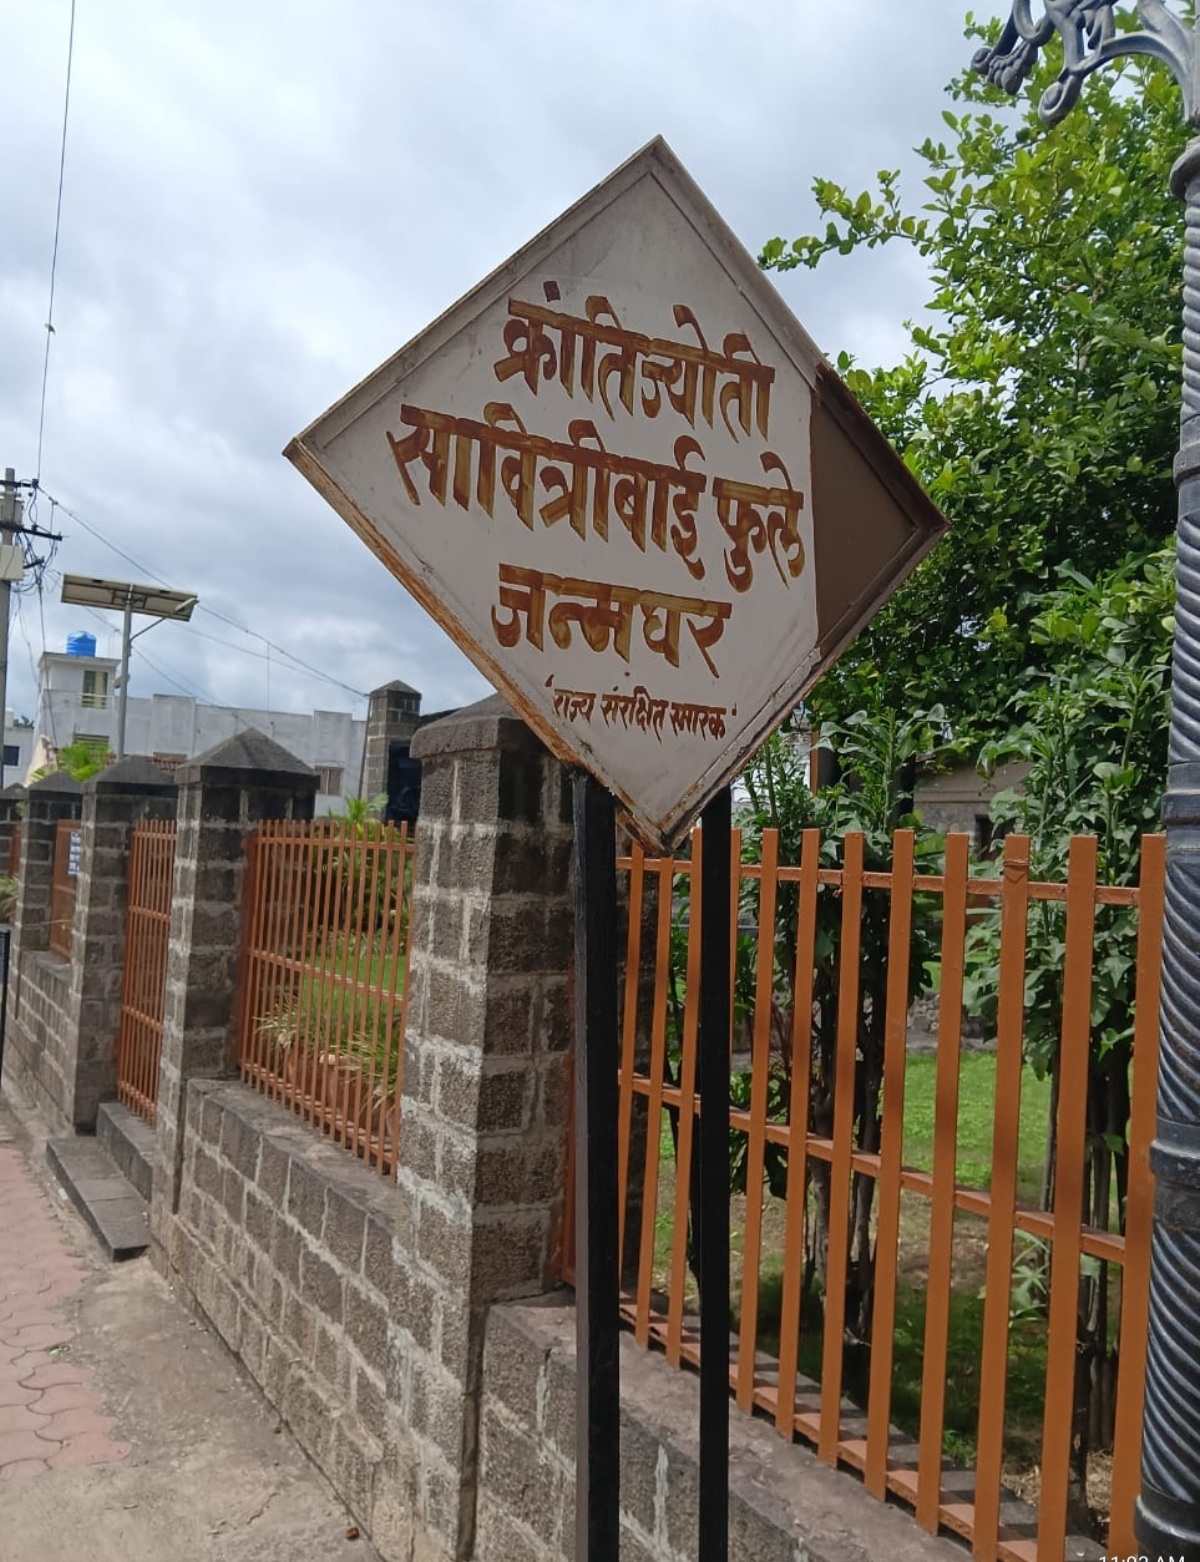 क्रांतिज्योती
सावित्रीबाई फुले
जन्मघर
'राज्य संरक्षित स्मारक'